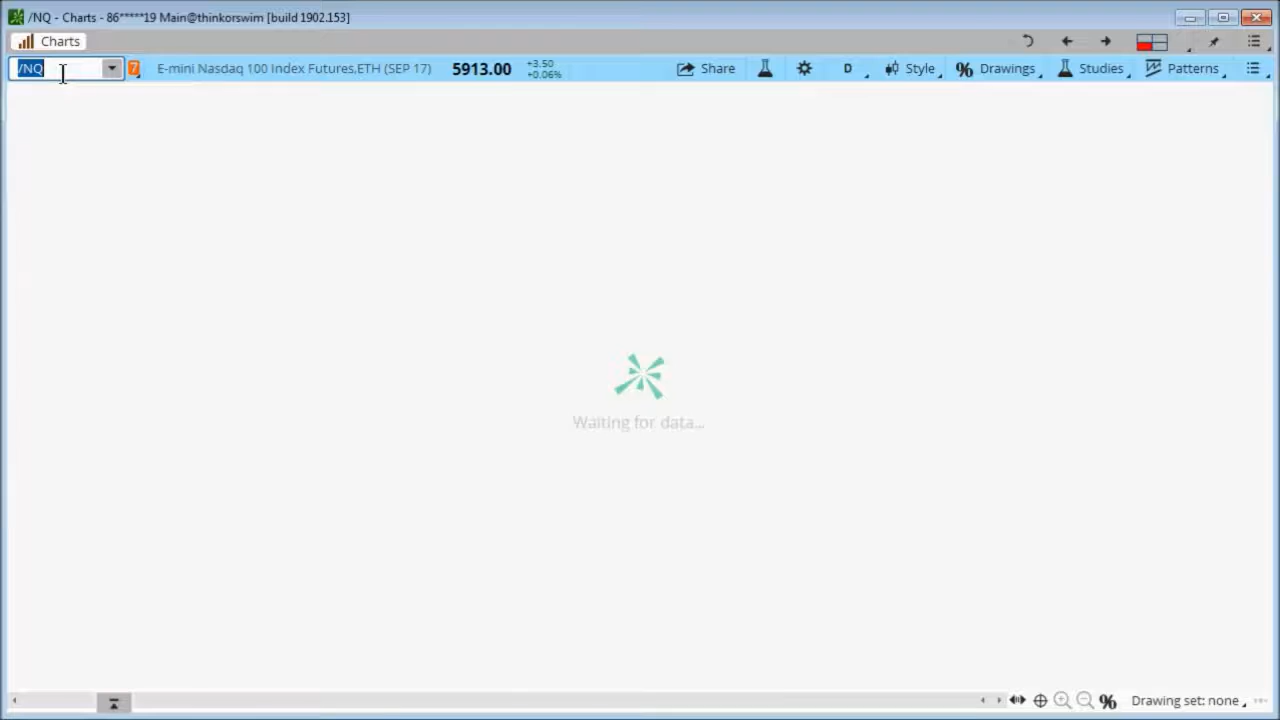 /NQ - Charts - 86*****19 Main@thinkorswim [build 1902.153]
Charts
/NQ 7 E-mini Nasdaq 100 Index Futures,ETH (SEP 17) 5913.00 +3.50 +0.06% Share D Style % Drawings Studies Patterns
Waiting for data...
% Drawing set: none